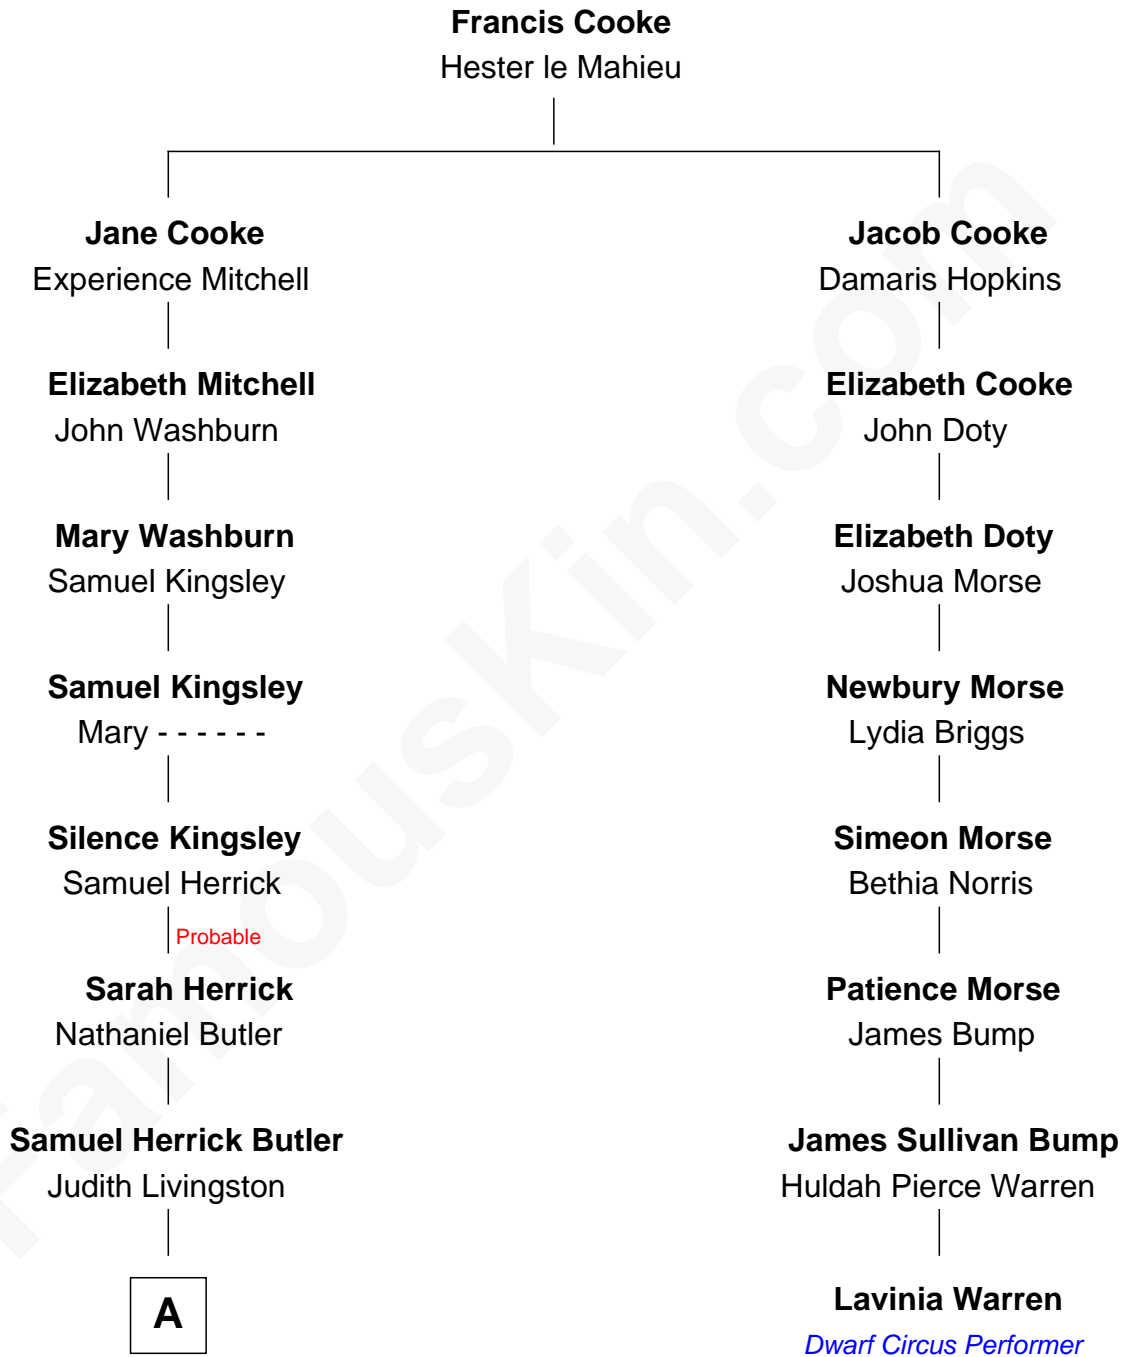 Francis Cooke
Hester le Mahieu
Jane Cooke
Experience Mitchell
Jacob Cooke
Damaris Hopkins
Elizabeth Mitchell
John Washburn
Elizabeth Cooke
John Doty
Mary Washburn
Samuel Kingsley
Elizabeth Doty
Joshua Morse
Samuel Kingsley
Mary - - - - - -
Newbury Morse
Lydia Briggs
Silence Kingsley
Samuel Herrick
Simeon Morse
Bethia Norris
Probable
Sarah Herrick
Nathaniel Butler
Patience Morse
James Bump
Samuel Herrick Butler
Judith Livingston
James Sullivan Bump
Huldah Pierce Warren
A
Lavinia Warren
Dwarf Circus Performer
FamousKin.com